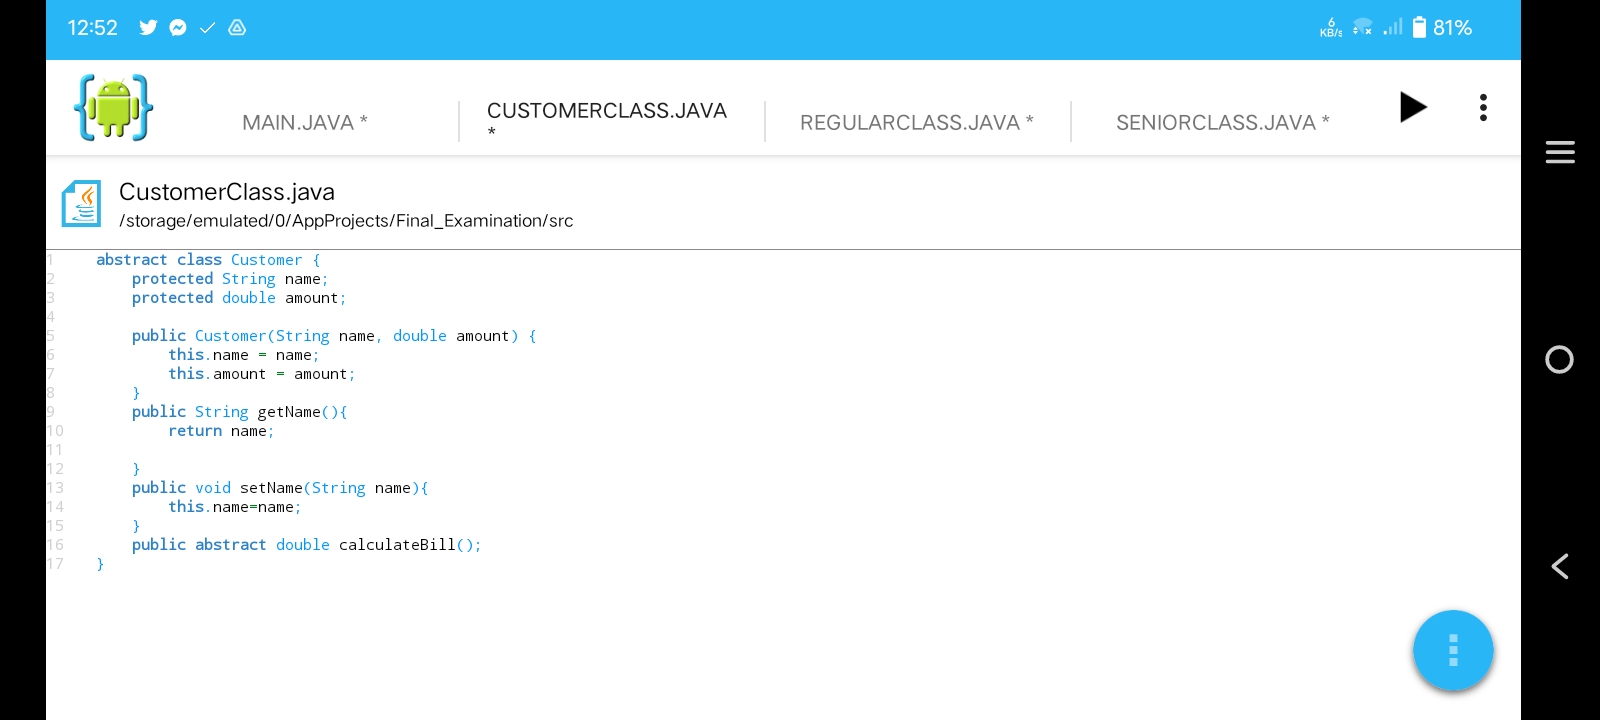 12:52
6
KB/s
81%
MAIN.JAVA *
CUSTOMERCLASS.JAVA
*
REGULARCLASS.JAVA *
SENIORCLASS.JAVA *
CustomerClass.java
/storage/emulated/0/AppProjects/Final_Examination/src
1 abstract class Customer {
2     protected String name;
3     protected double amount;
4
5     public Customer(String name, double amount) {
6         this.name = name;
7         this.amount = amount;
8     }
9     public String getName(){
10         return name;
11
12     }
13     public void setName(String name){
14         this.name=name;
15     }
16     public abstract double calculateBill();
17 }